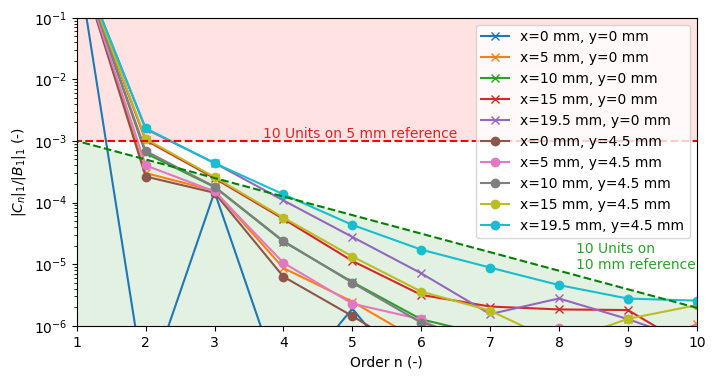 10⁻¹
10⁻²
10⁻³
10⁻⁴
10⁻⁵
10⁻⁶
|Cₙ|₁/|B₁|₁ (-)
x=0 mm, y=0 mm
x=5 mm, y=0 mm
x=10 mm, y=0 mm
x=15 mm, y=0 mm
x=19.5 mm, y=0 mm
x=0 mm, y=4.5 mm
x=5 mm, y=4.5 mm
x=10 mm, y=4.5 mm
x=15 mm, y=4.5 mm
x=19.5 mm, y=4.5 mm
10 Units on 5 mm reference
10 Units on
10 mm reference
1 2 3 4 5 6 7 8 9 10
Order n (-)